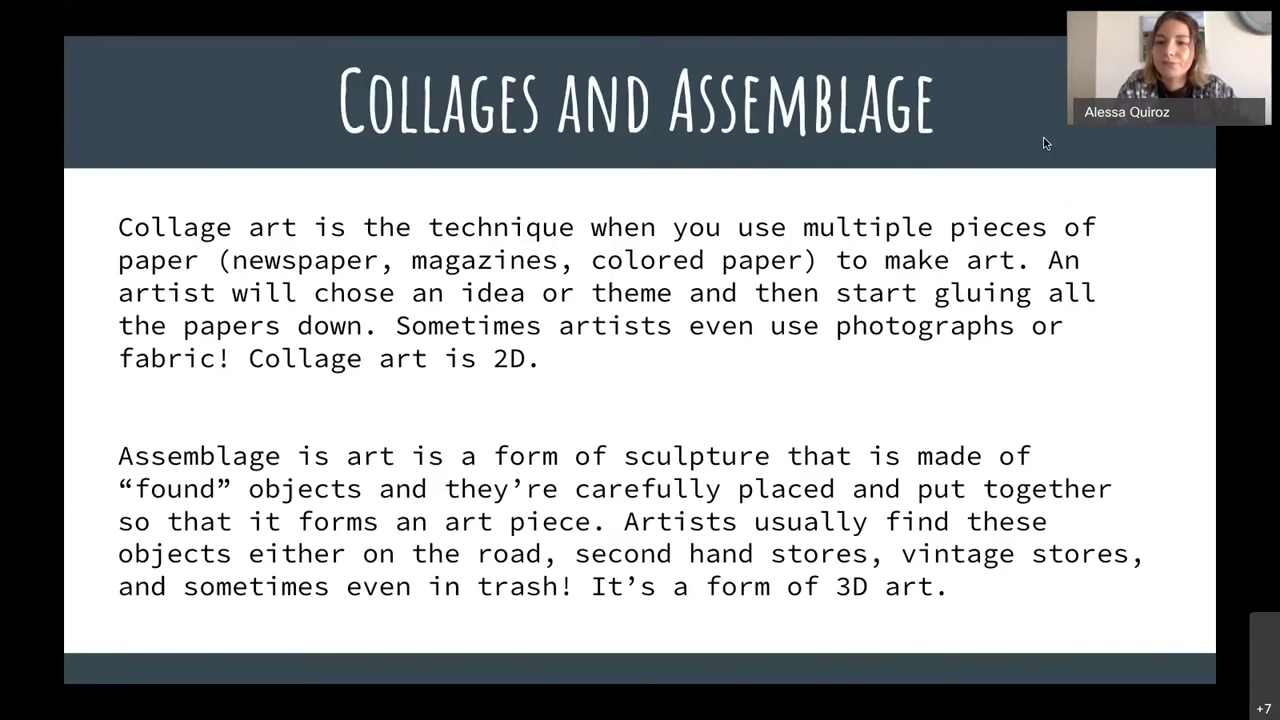 COLLAGES AND ASSEMBLAGE
Alessa Quiroz
Collage art is the technique when you use multiple pieces of
paper (newspaper, magazines, colored paper) to make art. An
artist will chose an idea or theme and then start gluing all
the papers down. Sometimes artists even use photographs or
fabric! Collage art is 2D.
Assemblage is art is a form of sculpture that is made of
“found” objects and they’re carefully placed and put together
so that it forms an art piece. Artists usually find these
objects either on the road, second hand stores, vintage stores,
and sometimes even in trash! It’s a form of 3D art.
+7